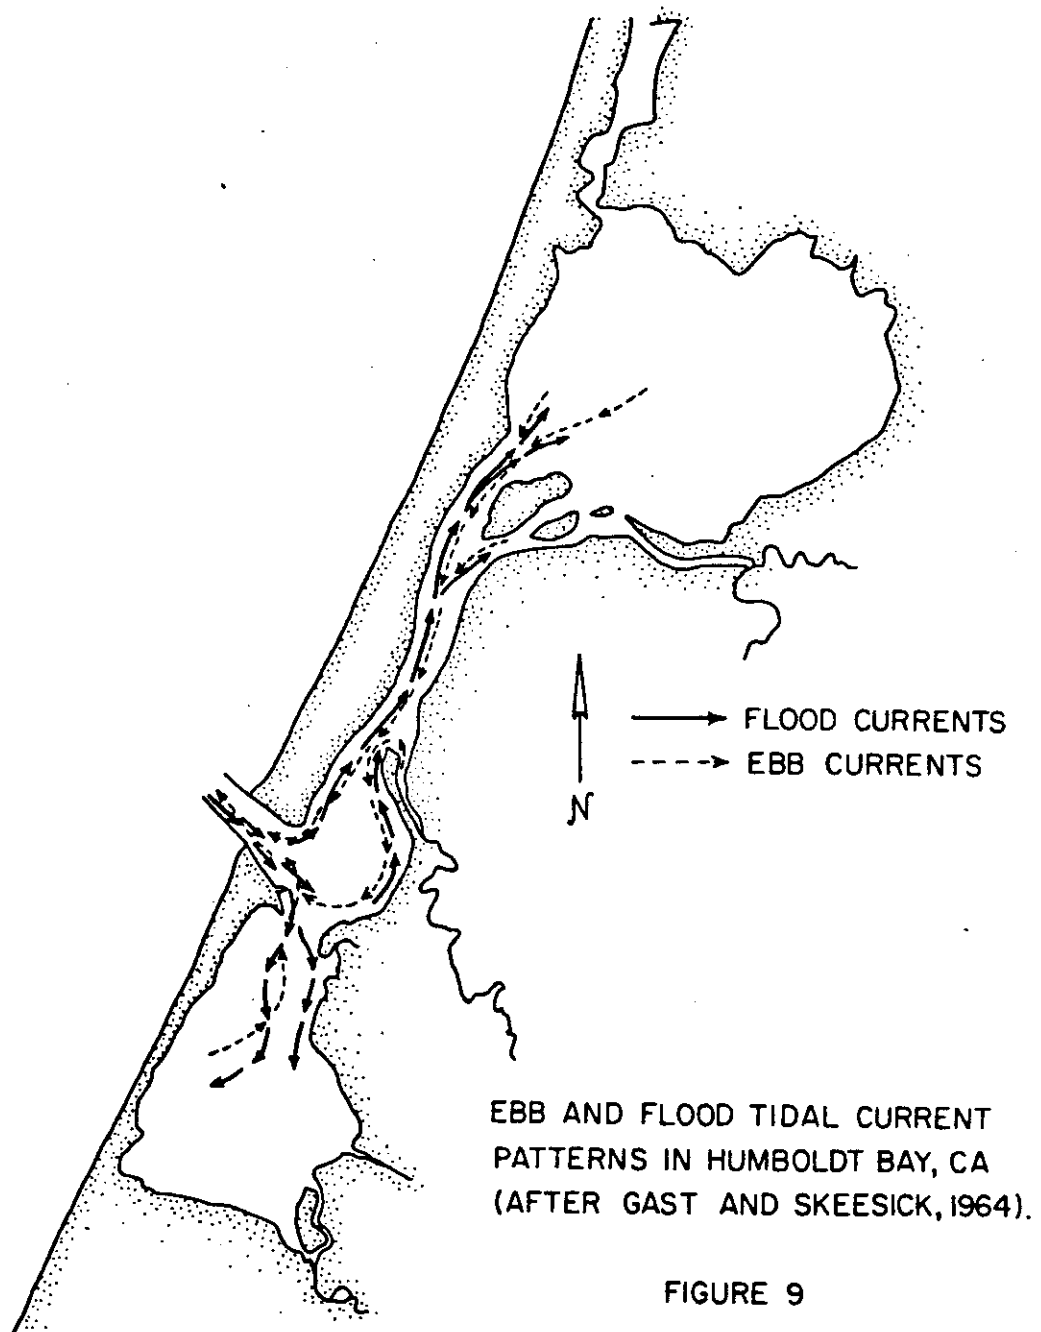 FLOOD CURRENTS
EBB CURRENTS
N
EBB AND FLOOD TIDAL CURRENT
PATTERNS IN HUMBOLDT BAY, CA
(AFTER GAST AND SKEESICK, 1964).
FIGURE 9